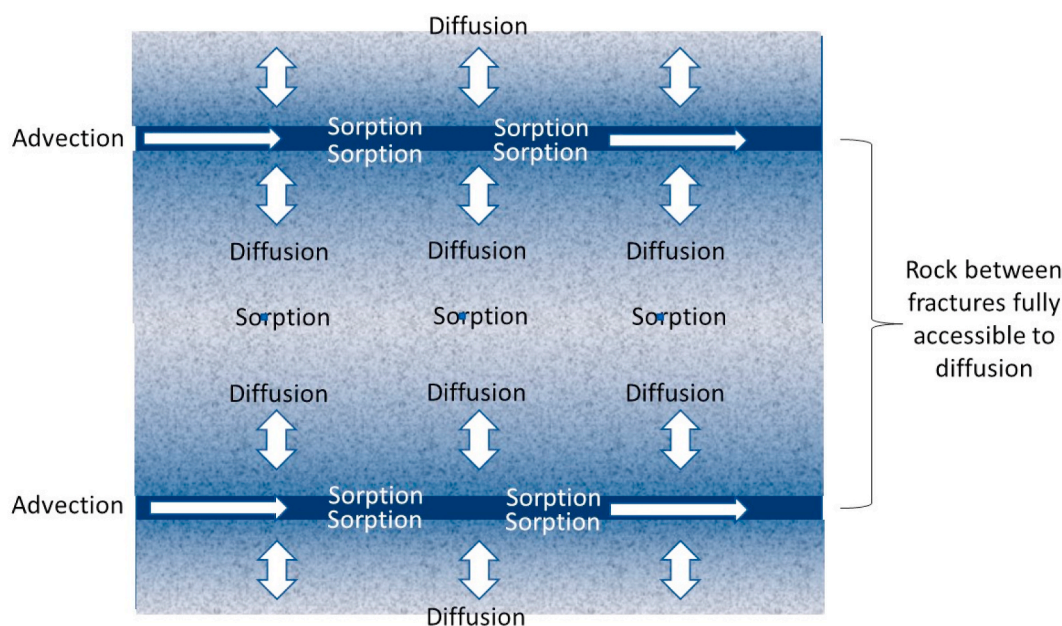 Diffusion
Advection
Sorption Sorption
Sorption Sorption
Diffusion Diffusion Diffusion
Sorption Sorption Sorption
Rock between
fractures fully
accessible to
diffusion
Diffusion Diffusion Diffusion
Advection
Sorption Sorption
Sorption Sorption
Diffusion